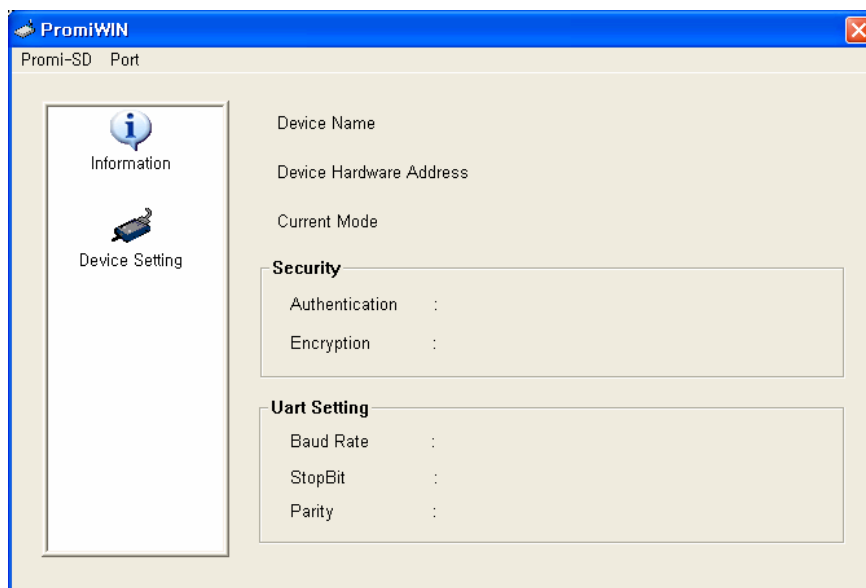 PromiWIN
Promi-SD Port
Information
Device Setting
Device Name
Device Hardware Address
Current Mode
Security
Authentication :
Encryption :
Uart Setting
Baud Rate :
StopBit :
Parity :